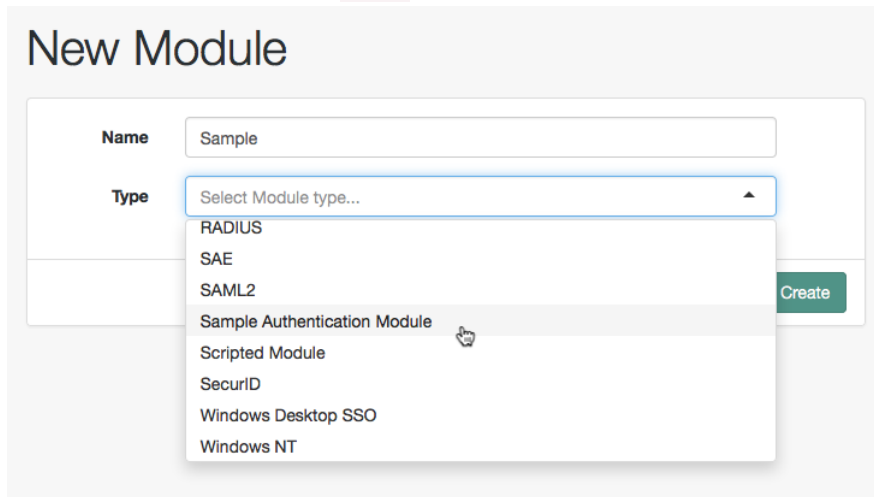 New Module
Name
Sample
Type
Select Module type...
RADIUS
SAE
SAML2
Sample Authentication Module
Scripted Module
SecurID
Windows Desktop SSO
Windows NT
Create